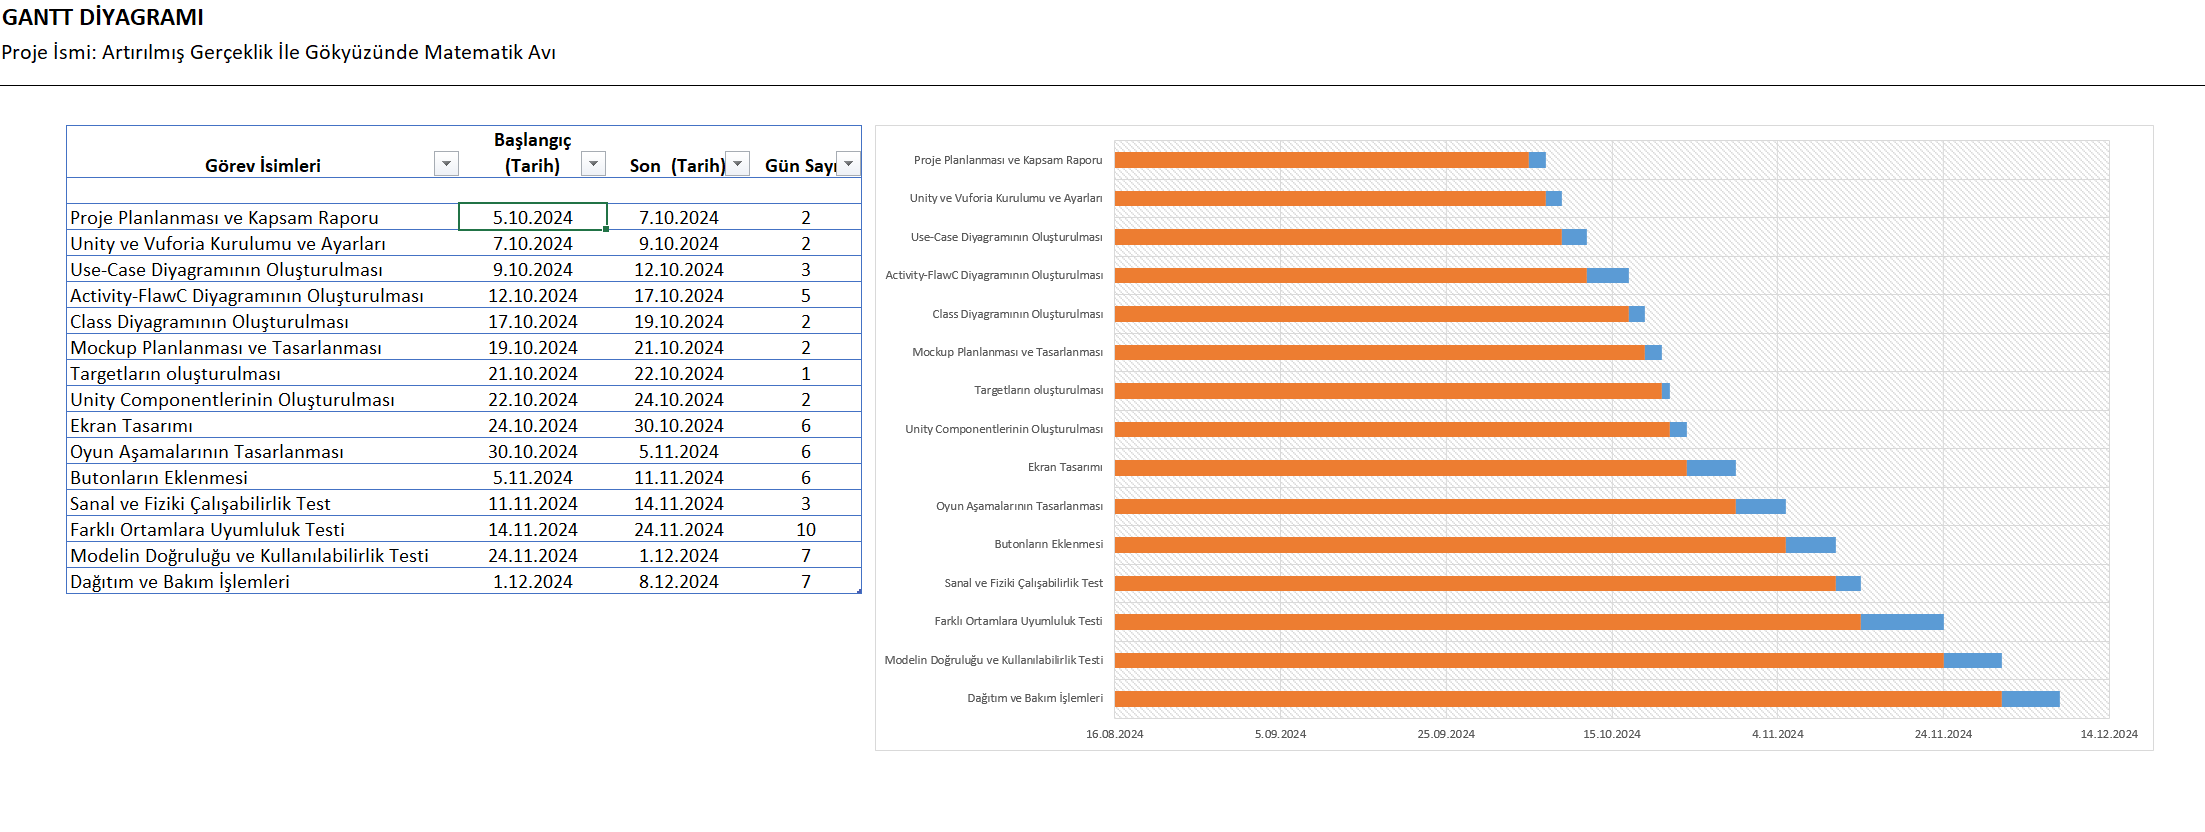 GANTT DİYAGRAMI
Proje İsmi: Artırılmış Gerçeklik İle Gökyüzünde Matematik Avı
Görev İsimleri Başlangıç (Tarih) Son (Tarih) Gün Sayı
Proje Planlanması ve Kapsam Raporu 5.10.2024 7.10.2024 2
Unity ve Vuforia Kurulumu ve Ayarları 7.10.2024 9.10.2024 2
Use-Case Diyagramının Oluşturulması 9.10.2024 12.10.2024 3
Activity-FlawC Diyagramının Oluşturulması 12.10.2024 17.10.2024 5
Class Diyagramının Oluşturulması 17.10.2024 19.10.2024 2
Mockup Planlanması ve Tasarlanması 19.10.2024 21.10.2024 2
Targetların oluşturulması 21.10.2024 22.10.2024 1
Unity Componentlerinin Oluşturulması 22.10.2024 24.10.2024 2
Ekran Tasarımı 24.10.2024 30.10.2024 6
Oyun Aşamalarının Tasarlanması 30.10.2024 5.11.2024 6
Butonların Eklenmesi 5.11.2024 11.11.2024 6
Sanal ve Fiziki Çalışabilirlik Test 11.11.2024 14.11.2024 3
Farklı Ortamlara Uyumluluk Testi 14.11.2024 24.11.2024 10
Modelin Doğruluğu ve Kullanılabilirlik Testi 24.11.2024 1.12.2024 7
Dağıtım ve Bakım İşlemleri 1.12.2024 8.12.2024 7
Proje Planlanması ve Kapsam Raporu
Unity ve Vuforia Kurulumu ve Ayarları
Use-Case Diyagramının Oluşturulması
Activity-FlawC Diyagramının Oluşturulması
Class Diyagramının Oluşturulması
Mockup Planlanması ve Tasarlanması
Targetların oluşturulması
Unity Componentlerinin Oluşturulması
Ekran Tasarımı
Oyun Aşamalarının Tasarlanması
Butonların Eklenmesi
Sanal ve Fiziki Çalışabilirlik Test
Farklı Ortamlara Uyumluluk Testi
Modelin Doğruluğu ve Kullanılabilirlik Testi
Dağıtım ve Bakım İşlemleri
16.08.2024 5.09.2024 25.09.2024 15.10.2024 4.11.2024 24.11.2024 14.12.2024